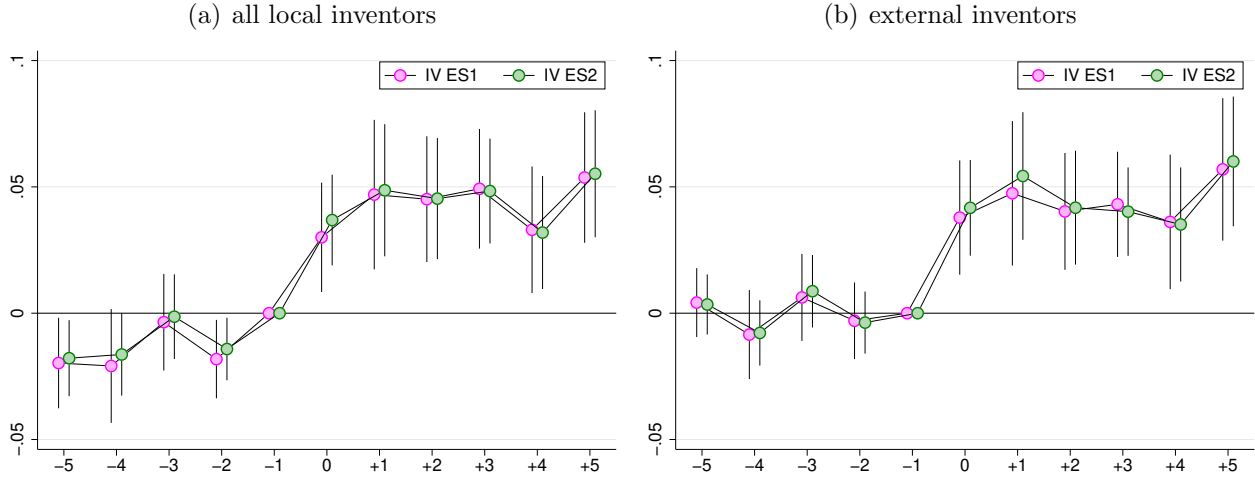 (a) all local inventors
(b) external inventors
.1
.05
0
−.05
−5 −4 −3 −2 −1 0 +1 +2 +3 +4 +5
IV ES1 IV ES2
.1
.05
0
−.05
−5 −4 −3 −2 −1 0 +1 +2 +3 +4 +5
IV ES1 IV ES2